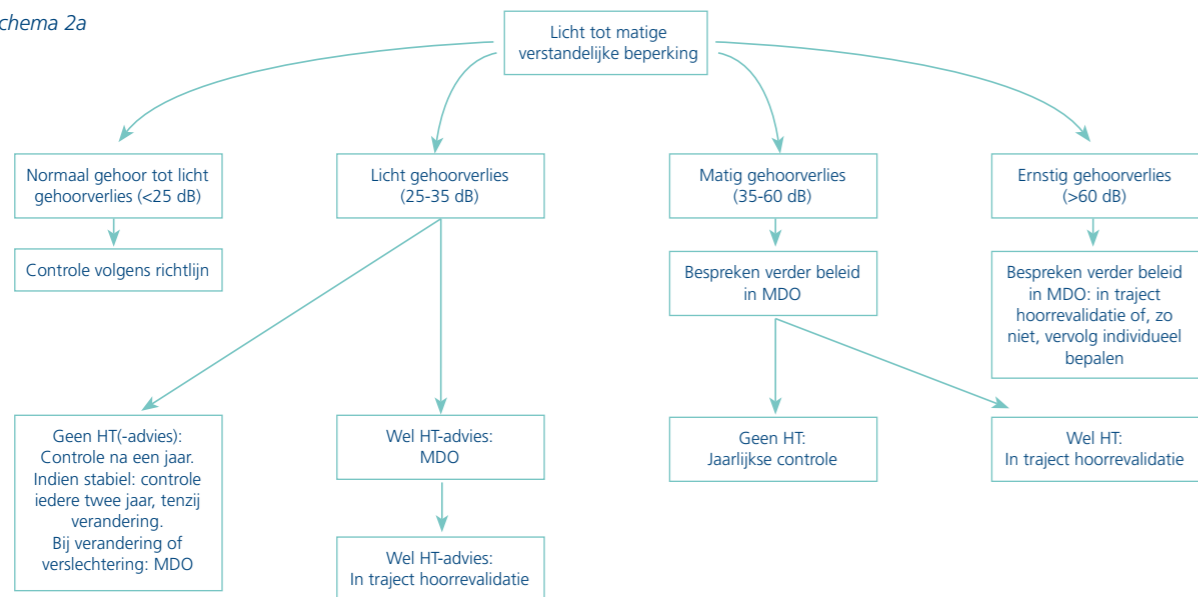 chema 2a
Licht tot matige
verstandelijke beperking
Normaal gehoor tot licht
gehoorverlies (<25 dB)
Licht gehoorverlies
(25-35 dB)
Matig gehoorverlies
(35-60 dB)
Ernstig gehoorverlies
(>60 dB)
Controle volgens richtlijn
Bespreken verder beleid
in MDO
Bespreken verder beleid
in MDO: in traject
hoorrevalidatie of, zo
niet, vervolg individueel
bepalen
Geen HT(-advies):
Controle na een jaar.
Indien stabiel: controle
iedere twee jaar, tenzij
verandering.
Bij verandering of
verslechtering: MDO
Wel HT-advies:
MDO
Geen HT:
Jaarlijkse controle
Wel HT:
In traject hoorrevalidatie
Wel HT-advies:
In traject hoorrevalidatie